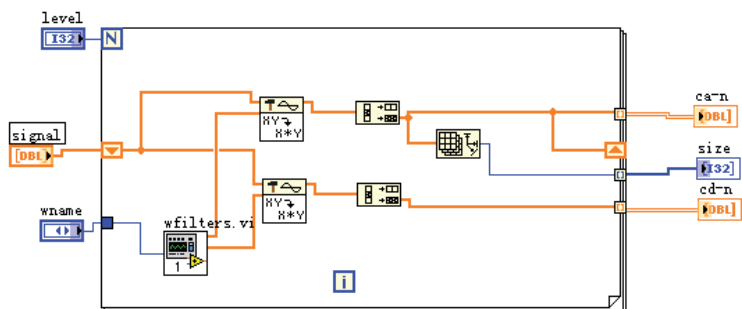 level
I32
N
signal
[DBL]
wname
wfilters.vi
1
XY
X*Y
XY
X*Y
i
ca-n
DBL]
size
I32]
cd-n
DBL]